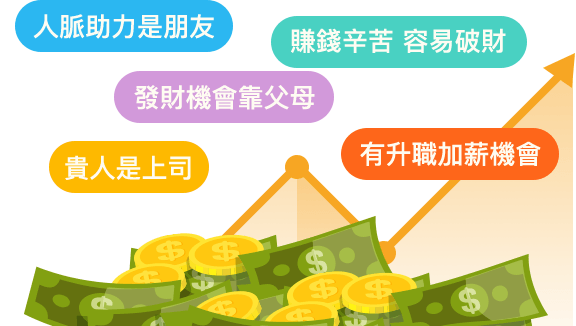 人脈助力是朋友
賺錢辛苦 容易破財
發財機會靠父母
有升職加薪機會
貴人是上司